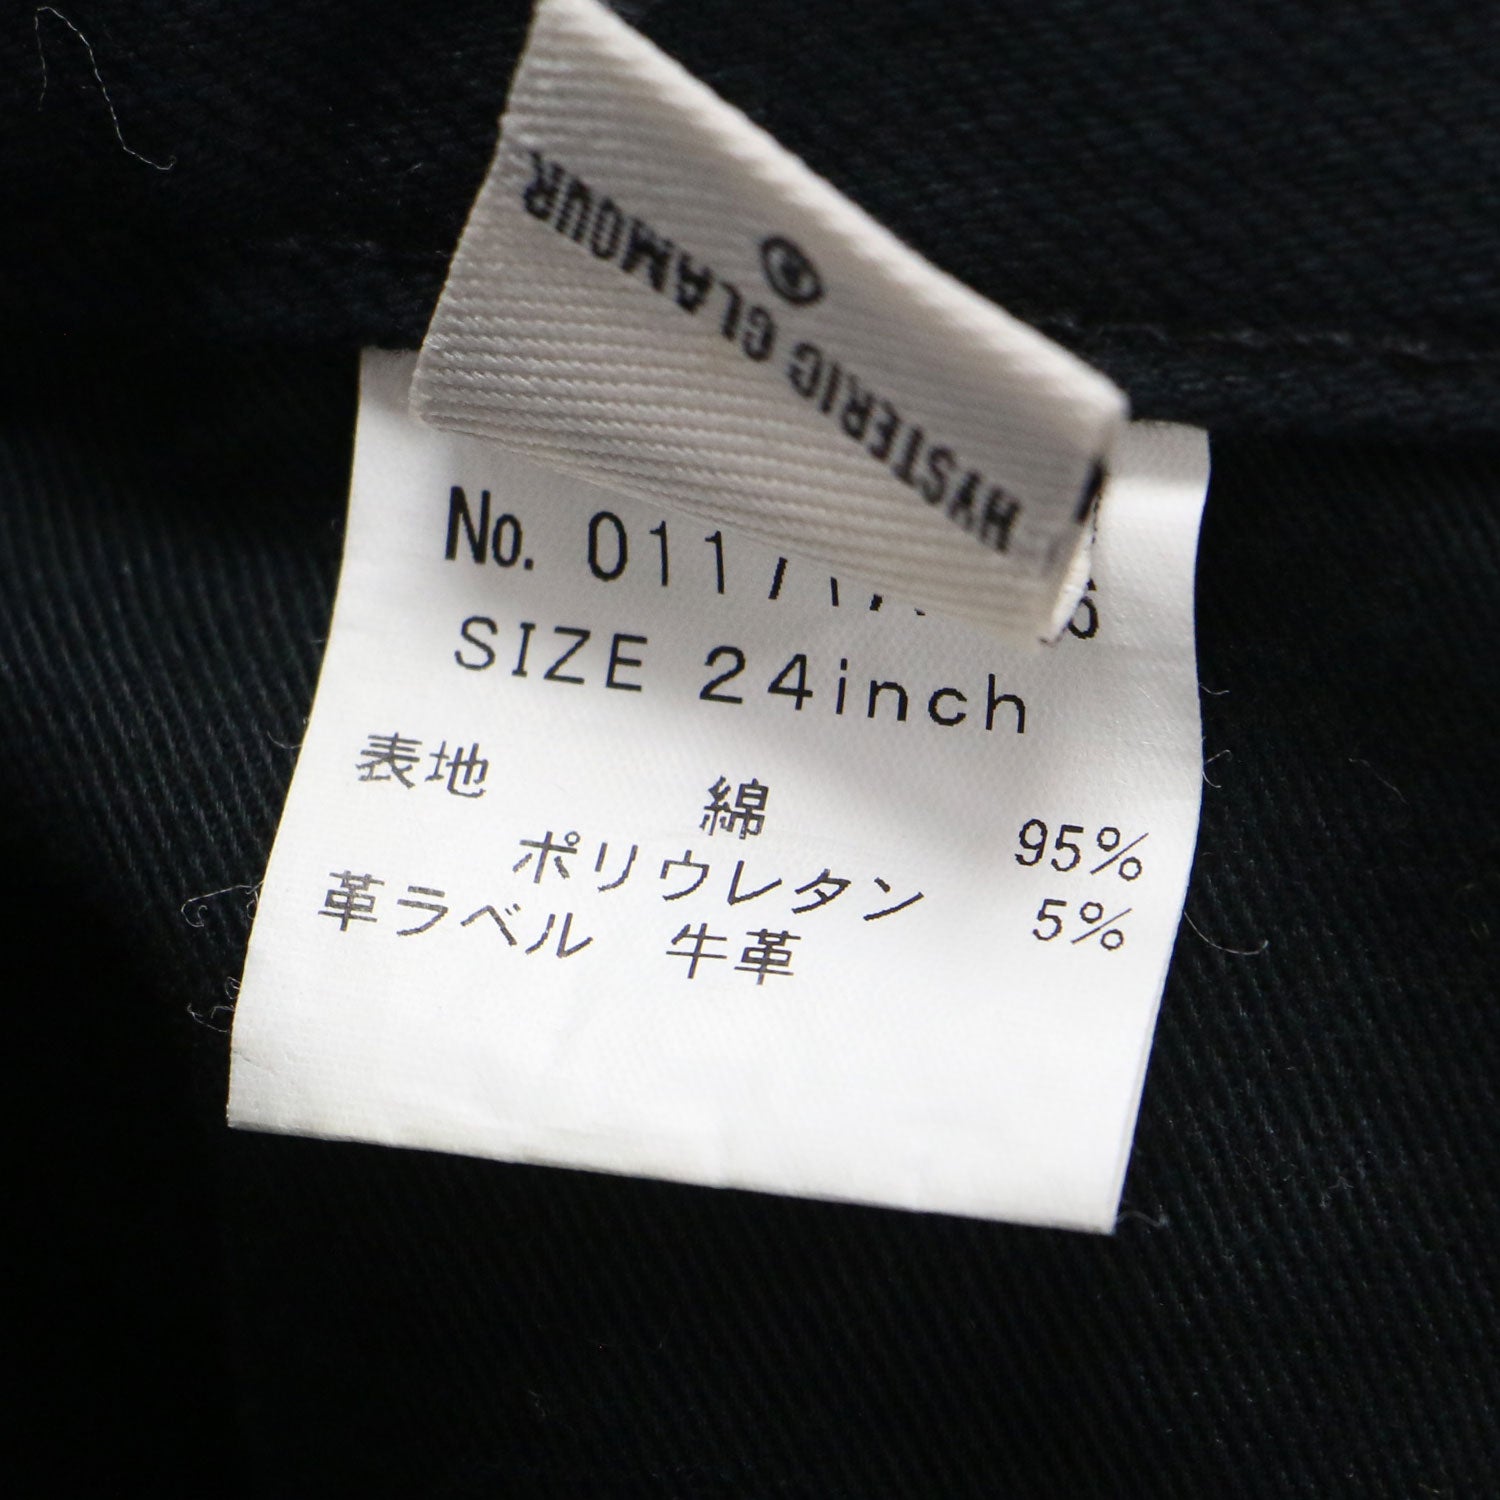 HYSTERIC GLAMOUR
®
No. 011
SIZE 24inch
表地 綿 95%
ポリウレタン 5%
革ラベル 牛革